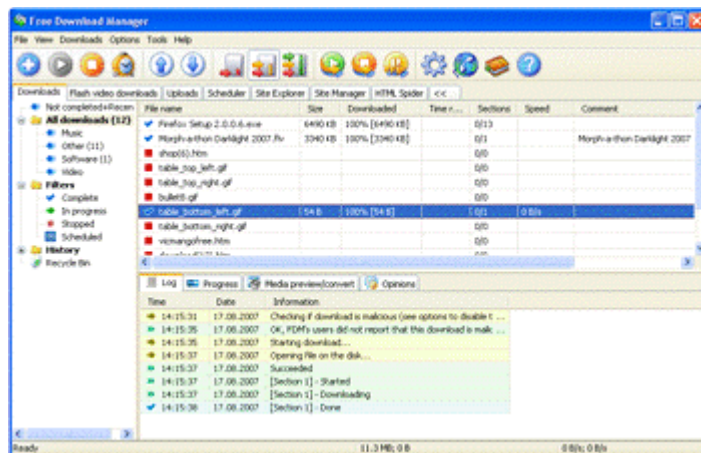 Free Download Manager
File View Downloads Options Tools Help
Downloads Flash video downloads Uploads Scheduler Site Explorer Site Manager HTML Spider <<
Not completed+Recen
All downloads (12)
Music
Other (11)
Software (1)
Video
Filters
Complete
In progress
Stopped
Scheduled
History
Recycle Bin
File name Size Downloaded Time r... Sections Speed Comment
Firefox Setup 2.0.0.6.exe 6490 KB 100% [6490 KB] 0/13
Morph-a-thon Darklight 2007.flv 3340 KB 100% [3340 KB] 0/1 Morph-a-thon Darklight 2007
shop(6).htm 0/0
table_top_left.gif 0/0
table_top_right.gif 0/0
bullet8.gif 0/0
table_bottom_left.gif 54 B 100% [54 B] 0/1 0 B/s
table_bottom_right.gif 0/0
vicmangofree.htm 0/0
Log Progress Media preview/convert Opinions
Time Date Information
14:15:31 17.08.2007 Checking if download is malicious (see options to disable t ...
14:15:35 17.08.2007 OK, FDM's users did not report that this download is malic ...
14:15:35 17.08.2007 Starting download...
14:15:37 17.08.2007 Opening file on the disk...
14:15:37 17.08.2007 Succeeded
14:15:37 17.08.2007 [Section 1] - Started
14:15:37 17.08.2007 [Section 1] - Downloading
14:15:38 17.08.2007 [Section 1] - Done
Ready 11.3 MB; 0 B 0 B/s; 0 B/s